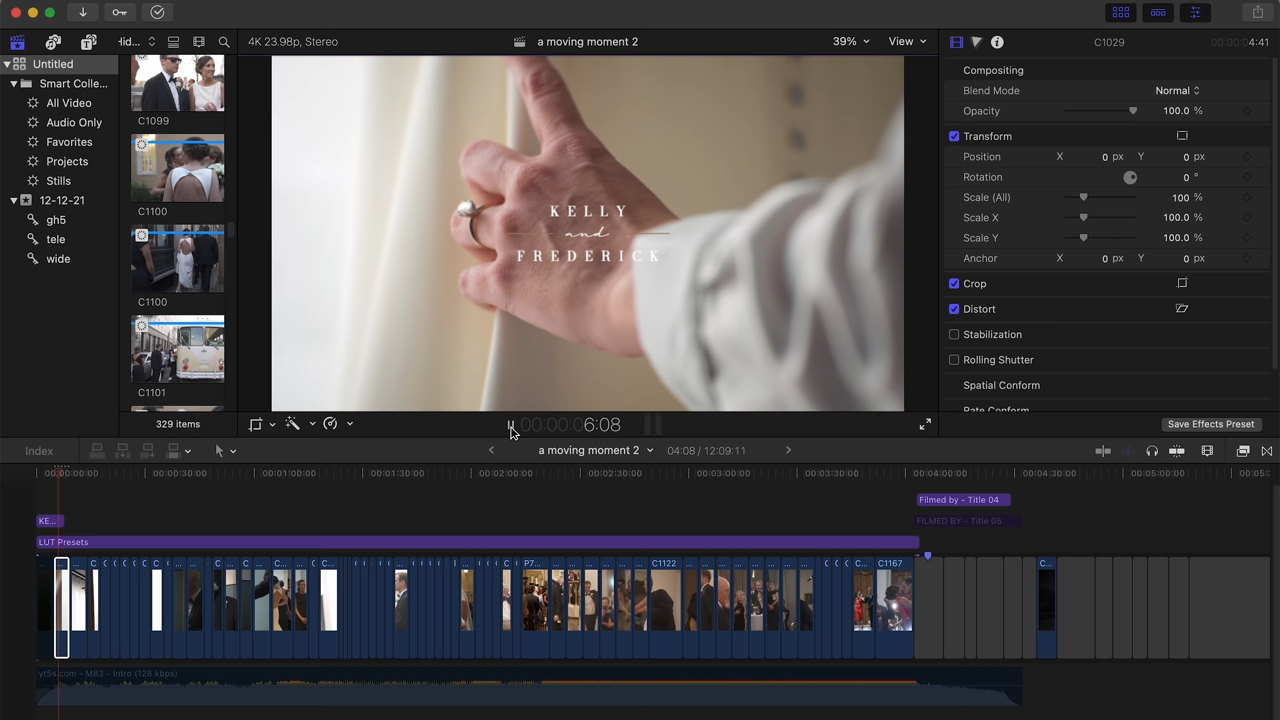 Hid...
4K 23.98p, Stereo
a moving moment 2
39%
View
C1029
00:00:04:41
Untitled
Smart Colle...
All Video
Audio Only
Favorites
Projects
Stills
12-12-21
gh5
tele
wide
C1099
C1100
C1100
C1101
329 items
KELLY
and
FREDERICK
00:00:00:06:08
Compositing
Blend Mode
Normal
Opacity
100.0 %
Transform
Position
X 0 px Y 0 px
Rotation
0 °
Scale (All)
100 %
Scale X
100.0 %
Scale Y
100.0 %
Anchor
X 0 px Y 0 px
Crop
Distort
Stabilization
Rolling Shutter
Spatial Conform
Rate Conform
Save Effects Preset
Index
a moving moment 2
04:08 / 12:09:11
00:00:00:00
00:00:30:00
00:01:00:00
00:01:30:00
00:02:00:00
00:02:30:00
00:03:00:00
00:03:30:00
00:04:00:00
00:04:30:00
00:05:00:00
Filmed by - Title 04
KE...
FILMED BY - Title 05
LUT Presets
P7...
C1122
C...
C1167
C...
yt5s.com - M83 - Intro (128 kbps)